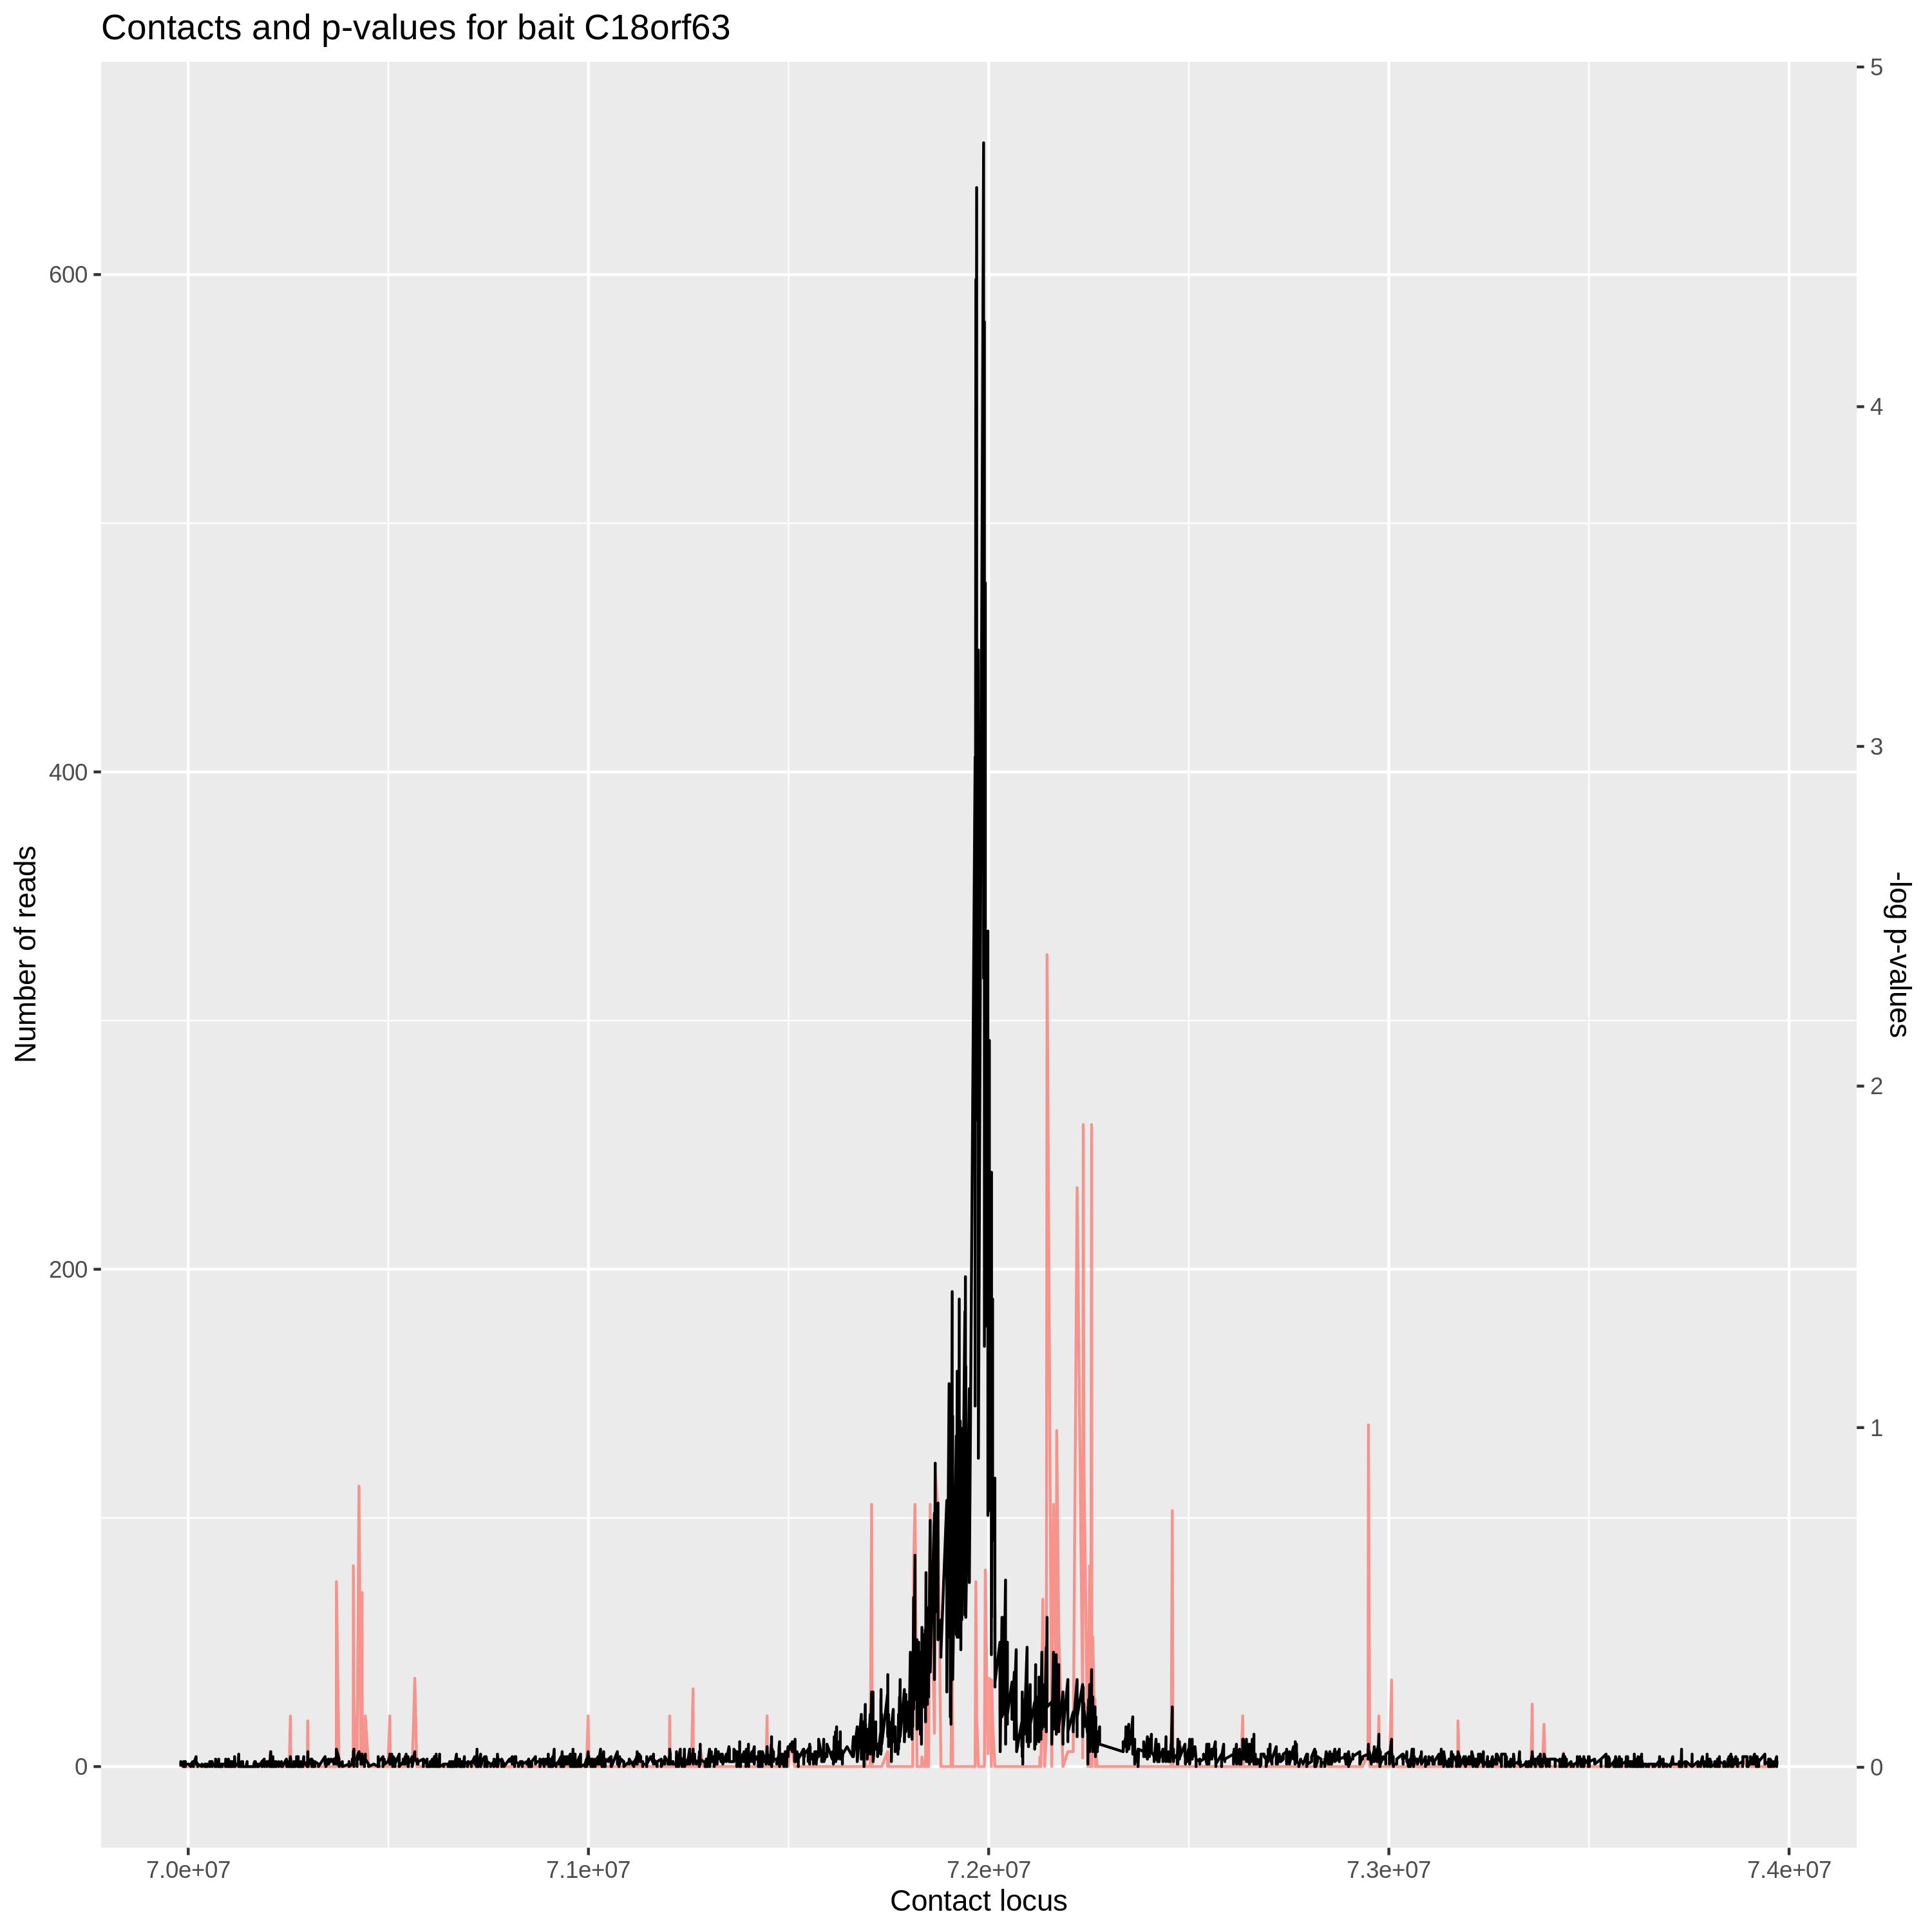 Contacts and p-values for bait C18orf63
Number of reads
600
400
200
0
5
4
3
2
1
0
-log p-values
7.0e+07
7.1e+07
7.2e+07
7.3e+07
7.4e+07
Contact locus